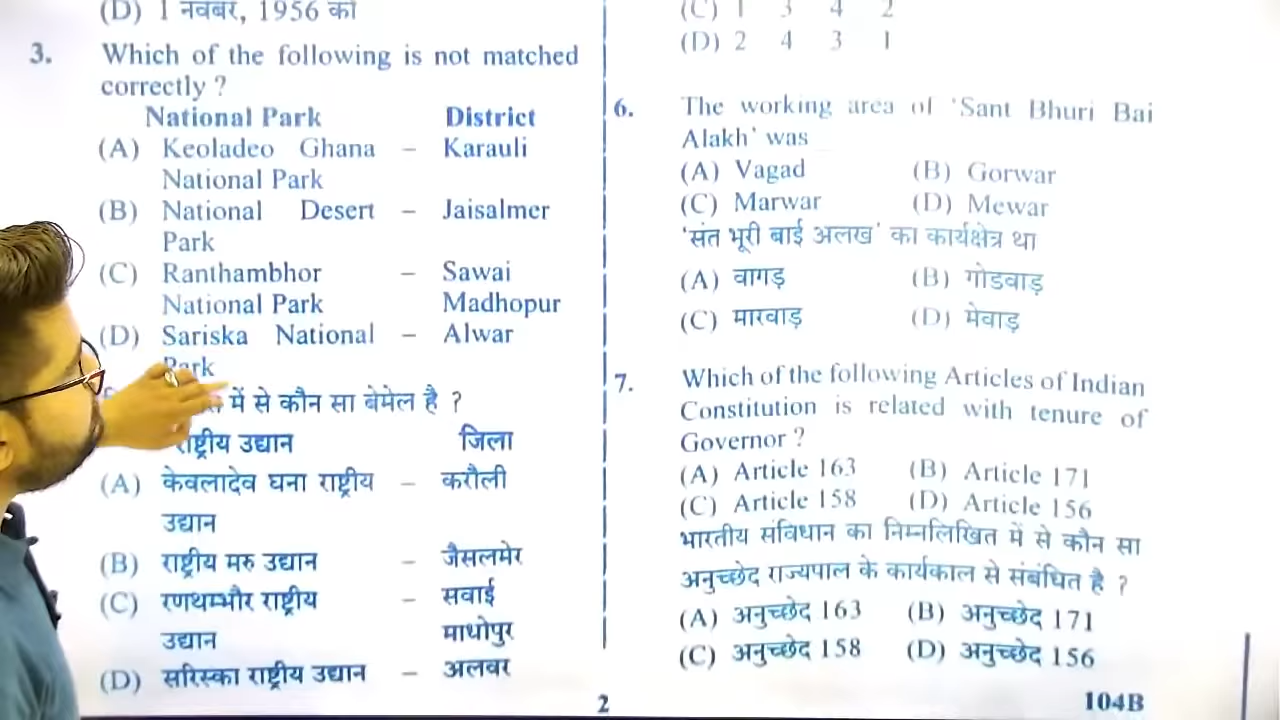 (D) 1 नवंबर, 1956 को
3. Which of the following is not matched
correctly ?
National Park District
(A) Keoladeo Ghana – Karauli
National Park
(B) National Desert – Jaisalmer
Park
(C) Ranthambhor – Sawai
National Park Madhopur
(D) Sariska National – Alwar
Park
में से कौन सा बेमेल है ?
राष्ट्रीय उद्यान जिला
(A) केवलादेव घना राष्ट्रीय – करौली
उद्यान
(B) राष्ट्रीय मरु उद्यान – जैसलमेर
(C) रणथम्भौर राष्ट्रीय – सवाई
उद्यान माधोपुर
(D) सरिस्का राष्ट्रीय उद्यान – अलवर
(C) 1 3 4 2
(D) 2 4 3 1
6. The working area of 'Sant Bhuri Bai
Alakh' was
(A) Vagad (B) Gorwar
(C) Marwar (D) Mewar
'संत भूरी बाई अलख' का कार्यक्षेत्र था
(A) वागड़ (B) गोडवाड़
(C) मारवाड़ (D) मेवाड़
7. Which of the following Articles of Indian
Constitution is related with tenure of
Governor ?
(A) Article 163 (B) Article 171
(C) Article 158 (D) Article 156
भारतीय संविधान का निम्नलिखित में से कौन सा
अनुच्छेद राज्यपाल के कार्यकाल से संबंधित है ?
(A) अनुच्छेद 163 (B) अनुच्छेद 171
(C) अनुच्छेद 158 (D) अनुच्छेद 156
2 104B